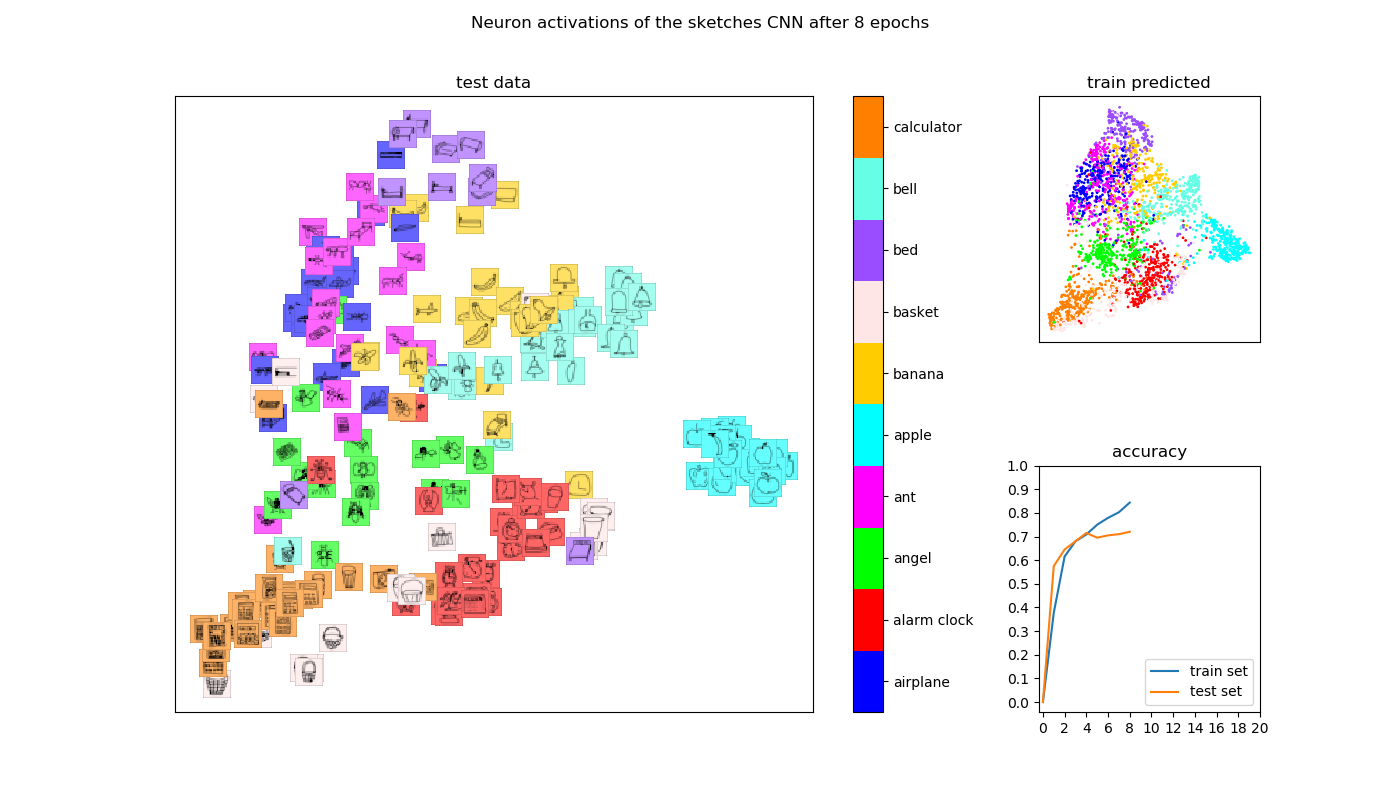 Neuron activations of the sketches CNN after 8 epochs
test data
calculator
bell
bed
basket
banana
apple
ant
angel
alarm clock
airplane
train predicted
accuracy
1.0
0.9
0.8
0.7
0.6
0.5
0.4
0.3
0.2
0.1
0.0
train set
test set
0 2 4 6 8 10 12 14 16 18 20